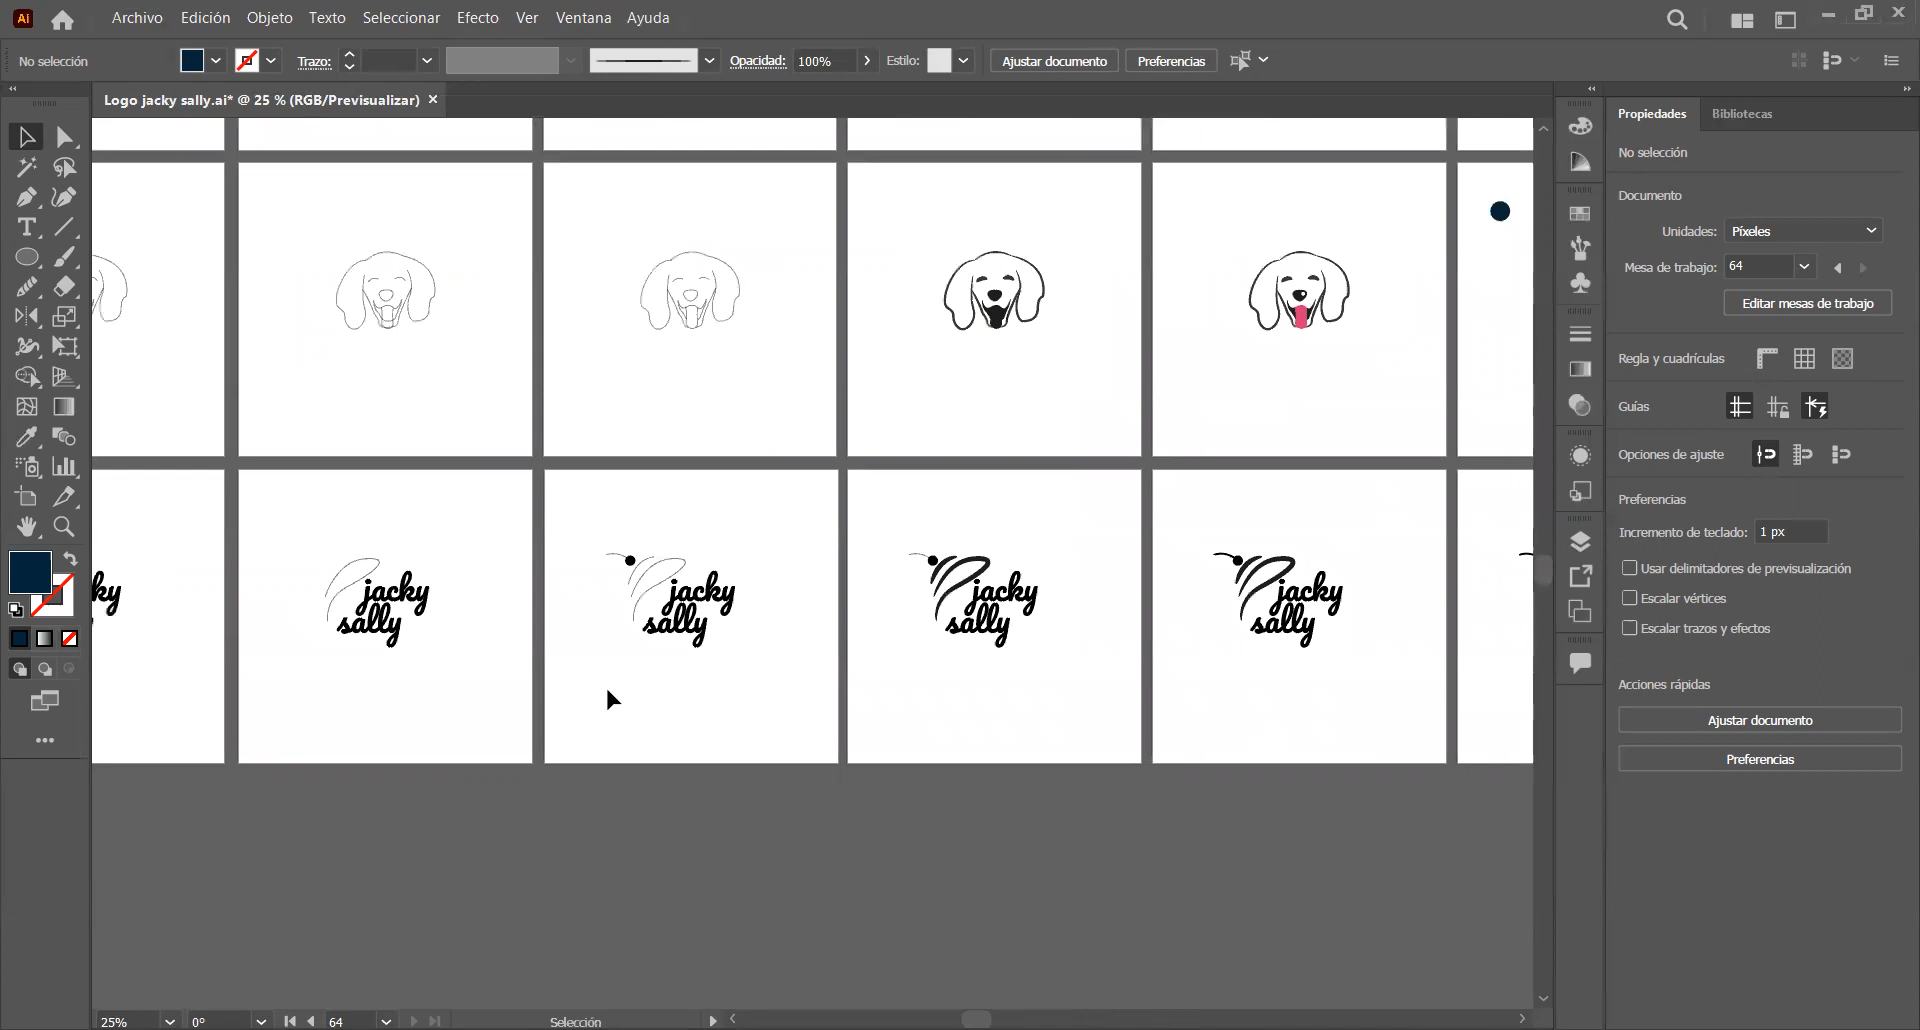 Ai Archivo Edición Objeto Texto Seleccionar Efecto Ver Ventana Ayuda
No selección Trazo: Opacidad: 100% Estilo: Ajustar documento Preferencias
Logo jacky sally.ai* @ 25 % (RGB/Previsualizar)
Propiedades Bibliotecas
No selección
Documento
Unidades: Píxeles
Mesa de trabajo: 64
Editar mesas de trabajo
Regla y cuadrículas
Guías
Opciones de ajuste
Preferencias
Incremento de teclado: 1 px
Usar delimitadores de previsualización
Escalar vértices
Escalar trazos y efectos
Acciones rápidas
Ajustar documento
Preferencias
cky
jacky
sally
jacky
sally
jacky
sally
jacky
sally
25% 0° 64 Selección